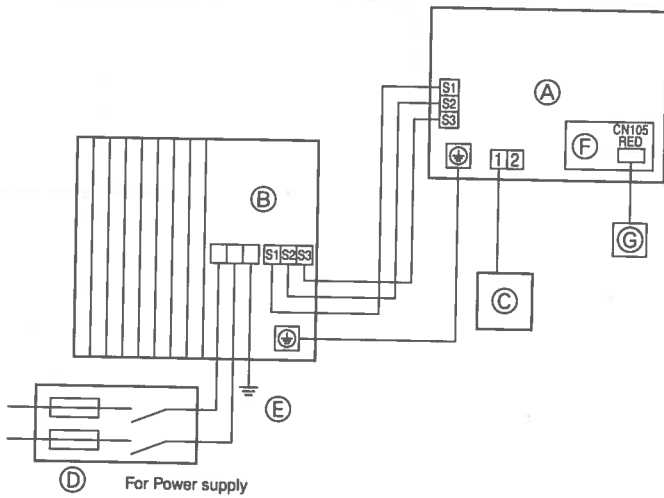 S1
S2
S3
A
CN105
RED
F
1 2
B
G
S1 S2 S3
C
E
D
For Power supply